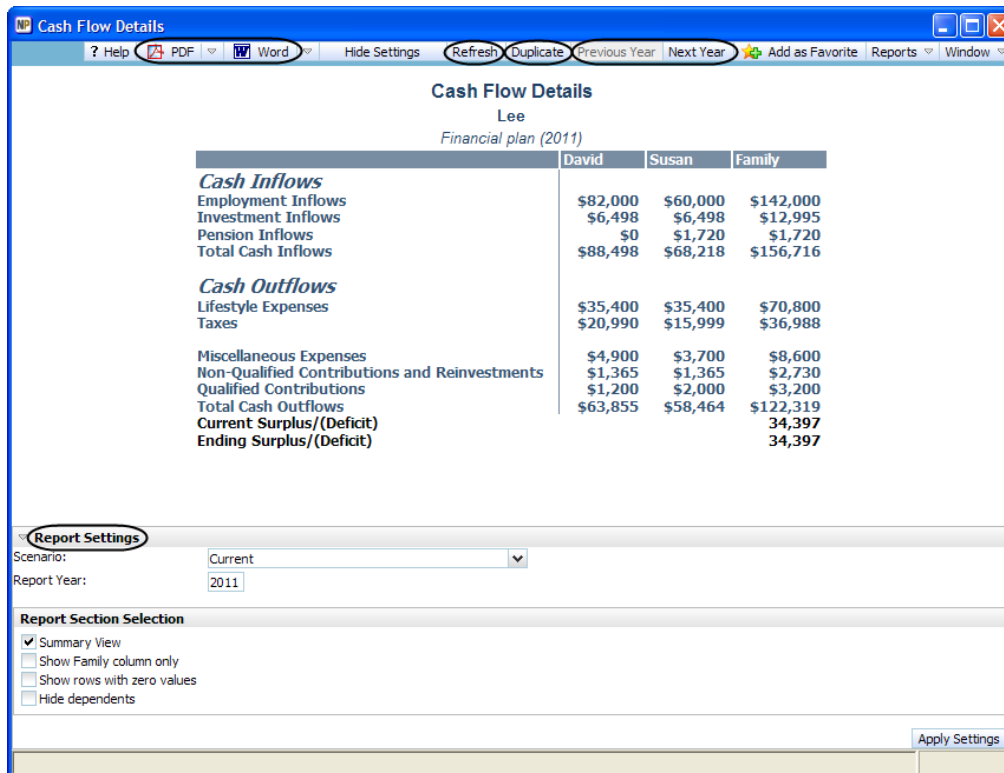 NP Cash Flow Details
? Help PDF Word Hide Settings Refresh Duplicate Previous Year Next Year Add as Favorite Reports Window
Cash Flow Details
Lee
Financial plan (2011)
David Susan Family
Cash Inflows
Employment Inflows $82,000 $60,000 $142,000
Investment Inflows $6,498 $6,498 $12,995
Pension Inflows $0 $1,720 $1,720
Total Cash Inflows $88,498 $68,218 $156,716
Cash Outflows
Lifestyle Expenses $35,400 $35,400 $70,800
Taxes $20,990 $15,999 $36,988
Miscellaneous Expenses $4,900 $3,700 $8,600
Non-Qualified Contributions and Reinvestments $1,365 $1,365 $2,730
Qualified Contributions $1,200 $2,000 $3,200
Total Cash Outflows $63,855 $58,464 $122,319
Current Surplus/(Deficit) 34,397
Ending Surplus/(Deficit) 34,397
Report Settings
Scenario: Current
Report Year: 2011
Report Section Selection
Summary View
Show Family column only
Show rows with zero values
Hide dependents
Apply Settings